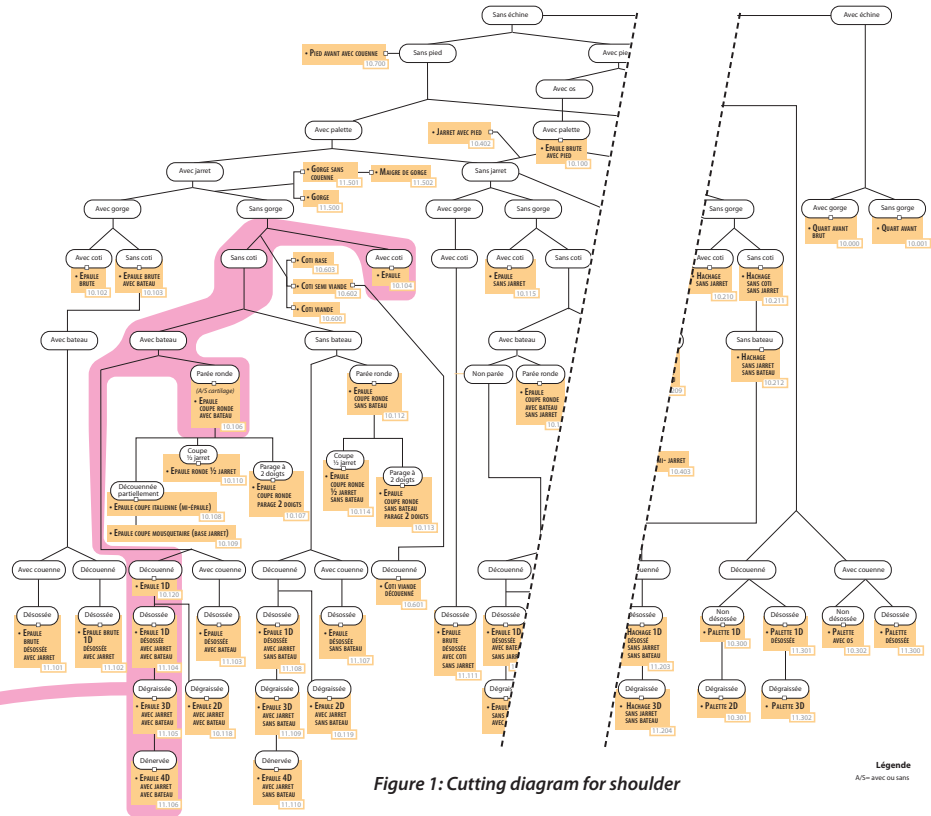 Sans échine
Avec échine
• PIED AVANT AVEC COUENNE
10.700
Sans pied
Avec pie
Avec os
Avec palette
• JARRET AVEC PIED
10.402
Avec palette
• EPAULE BRUTE
AVEC PIED
10.100
Avec jarret
• GORGE SANS
COUENNE
11.501
• MAIGRE DE GORGE
11.502
• GORGE
11.500
Sans jarret
Avec gorge
Sans gorge
Avec gorge
Sans gorge
Sans gorge
Avec gorge
• QUART AVANT
BRUT
10.000
Sans gorge
• QUART AVANT
10.001
Avec coti
• EPAULE
BRUTE
10.102
Sans coti
• EPAULE BRUTE
AVEC BATEAU
10.103
Sans coti
• COTI RASE
10.603
• COTI SEMI VIANDE
10.602
• COTI VIANDE
10.600
Avec coti
• EPAULE
10.104
Avec coti
Avec coti
• EPAULE
SANS JARRET
10.115
Sans coti
Avec coti
• HACHAGE
SANS JARRET
10.210
Sans coti
• HACHAGE
SANS COTI
SANS JARRET
10.211
Avec bateau
Avec bateau
Sans bateau
Avec bateau
Sans bateau
• HACHAGE
SANS JARRET
SANS BATEAU
10.212
Parée ronde
(A/S cartilage)
• EPAULE
COUPE RONDE
AVEC BATEAU
10.106
Parée ronde
• EPAULE
COUPE RONDE
SANS BATEAU
10.112
Non parée
Parée ronde
• EPAULE
COUPE RONDE
AVEC BATEAU
SANS JARRET
10.1
209
Coupe
½ jarret
• EPAULE RONDE ½ JARRET
10.110
Parage à
2 doigts
• EPAULE
COUPE RONDE
PARAGE 2 DOIGTS
10.107
Coupe
½ jarret
• EPAULE
COUPE RONDE
½ JARRET
SANS BATEAU
10.114
Parage à
2 doigts
• EPAULE
COUPE RONDE
SANS BATEAU
PARAGE 2 DOIGTS
10.113
MI- JARRET
10.403
Découennée
partiellement
• EPAULE COUPE ITALIENNE (MI-ÉPAULE)
10.108
• EPAULE COUPE MOUSQUETAIRE (BASE JARRET)
10.109
Avec couenne
Découenné
Découenné
• EPAULE 1D
10.120
Avec couenne
Découenné
Avec couenne
Découenné
• COTI VIANDE
DÉCOUENNÉ
10.601
Découenné
ouenné
Découenné
Avec couenne
Désossée
• EPAULE
BRUTE
DÉSOSSÉE
AVEC JARRET
11.101
Désossée
• EPAULE BRUTE
1D
DÉSOSSÉE
AVEC JARRET
11.102
Désossée
• EPAULE 1D
DÉSOSSÉE
AVEC JARRET
AVEC BATEAU
11.104
Désossée
• EPAULE
DÉSOSSÉE
AVEC BATEAU
11.103
Désossée
• EPAULE 1D
DÉSOSSÉE
AVEC JARRET
SANS BATEAU
11.108
Désossée
• EPAULE
DÉSOSSÉE
SANS BATEAU
11.107
Désossée
• EPAULE
BRUTE
DÉSOSSÉE
AVEC COTI
SANS JARRET
11.111
Désossée
• EPAULE 1D
DÉSOSSÉE
AVEC BATE
SANS J
Désossée
HACHAGE 1D
DÉSOSSÉ
SANS JARRET
SANS BATEAU
11.203
Non
désossée
• PALETTE 1D
10.300
Désossée
• PALETTE 1D
11.301
Non
désossée
• PALETTE
AVEC OS
10.302
Désossée
• PALETTE
DÉSOSSÉE
11.300
Dégraissée
• EPAULE 3D
AVEC JARRET
AVEC BATEAU
11.105
Dégraissée
• EPAULE 2D
AVEC JARRET
AVEC BATEAU
10.118
Dégraissée
• EPAULE 3D
AVEC JARRET
SANS BATEAU
11.109
Dégraissée
• EPAULE 2D
AVEC JARRET
SANS BATEAU
10.119
Dégraiss
• EPAUL
SANS
AVEC
Dégraissée
• HACHAGE 3D
SANS JARRET
SANS BATEAU
11.204
Dégraissée
• PALETTE 2D
10.301
Dégraissée
• PALETTE 3D
11.302
Dénervée
• EPAULE 4D
AVEC JARRET
AVEC BATEAU
11.106
Dénervée
• EPAULE 4D
AVEC JARRET
SANS BATEAU
11.110
Figure 1: Cutting diagram for shoulder
Légende
A/S= avec ou sans